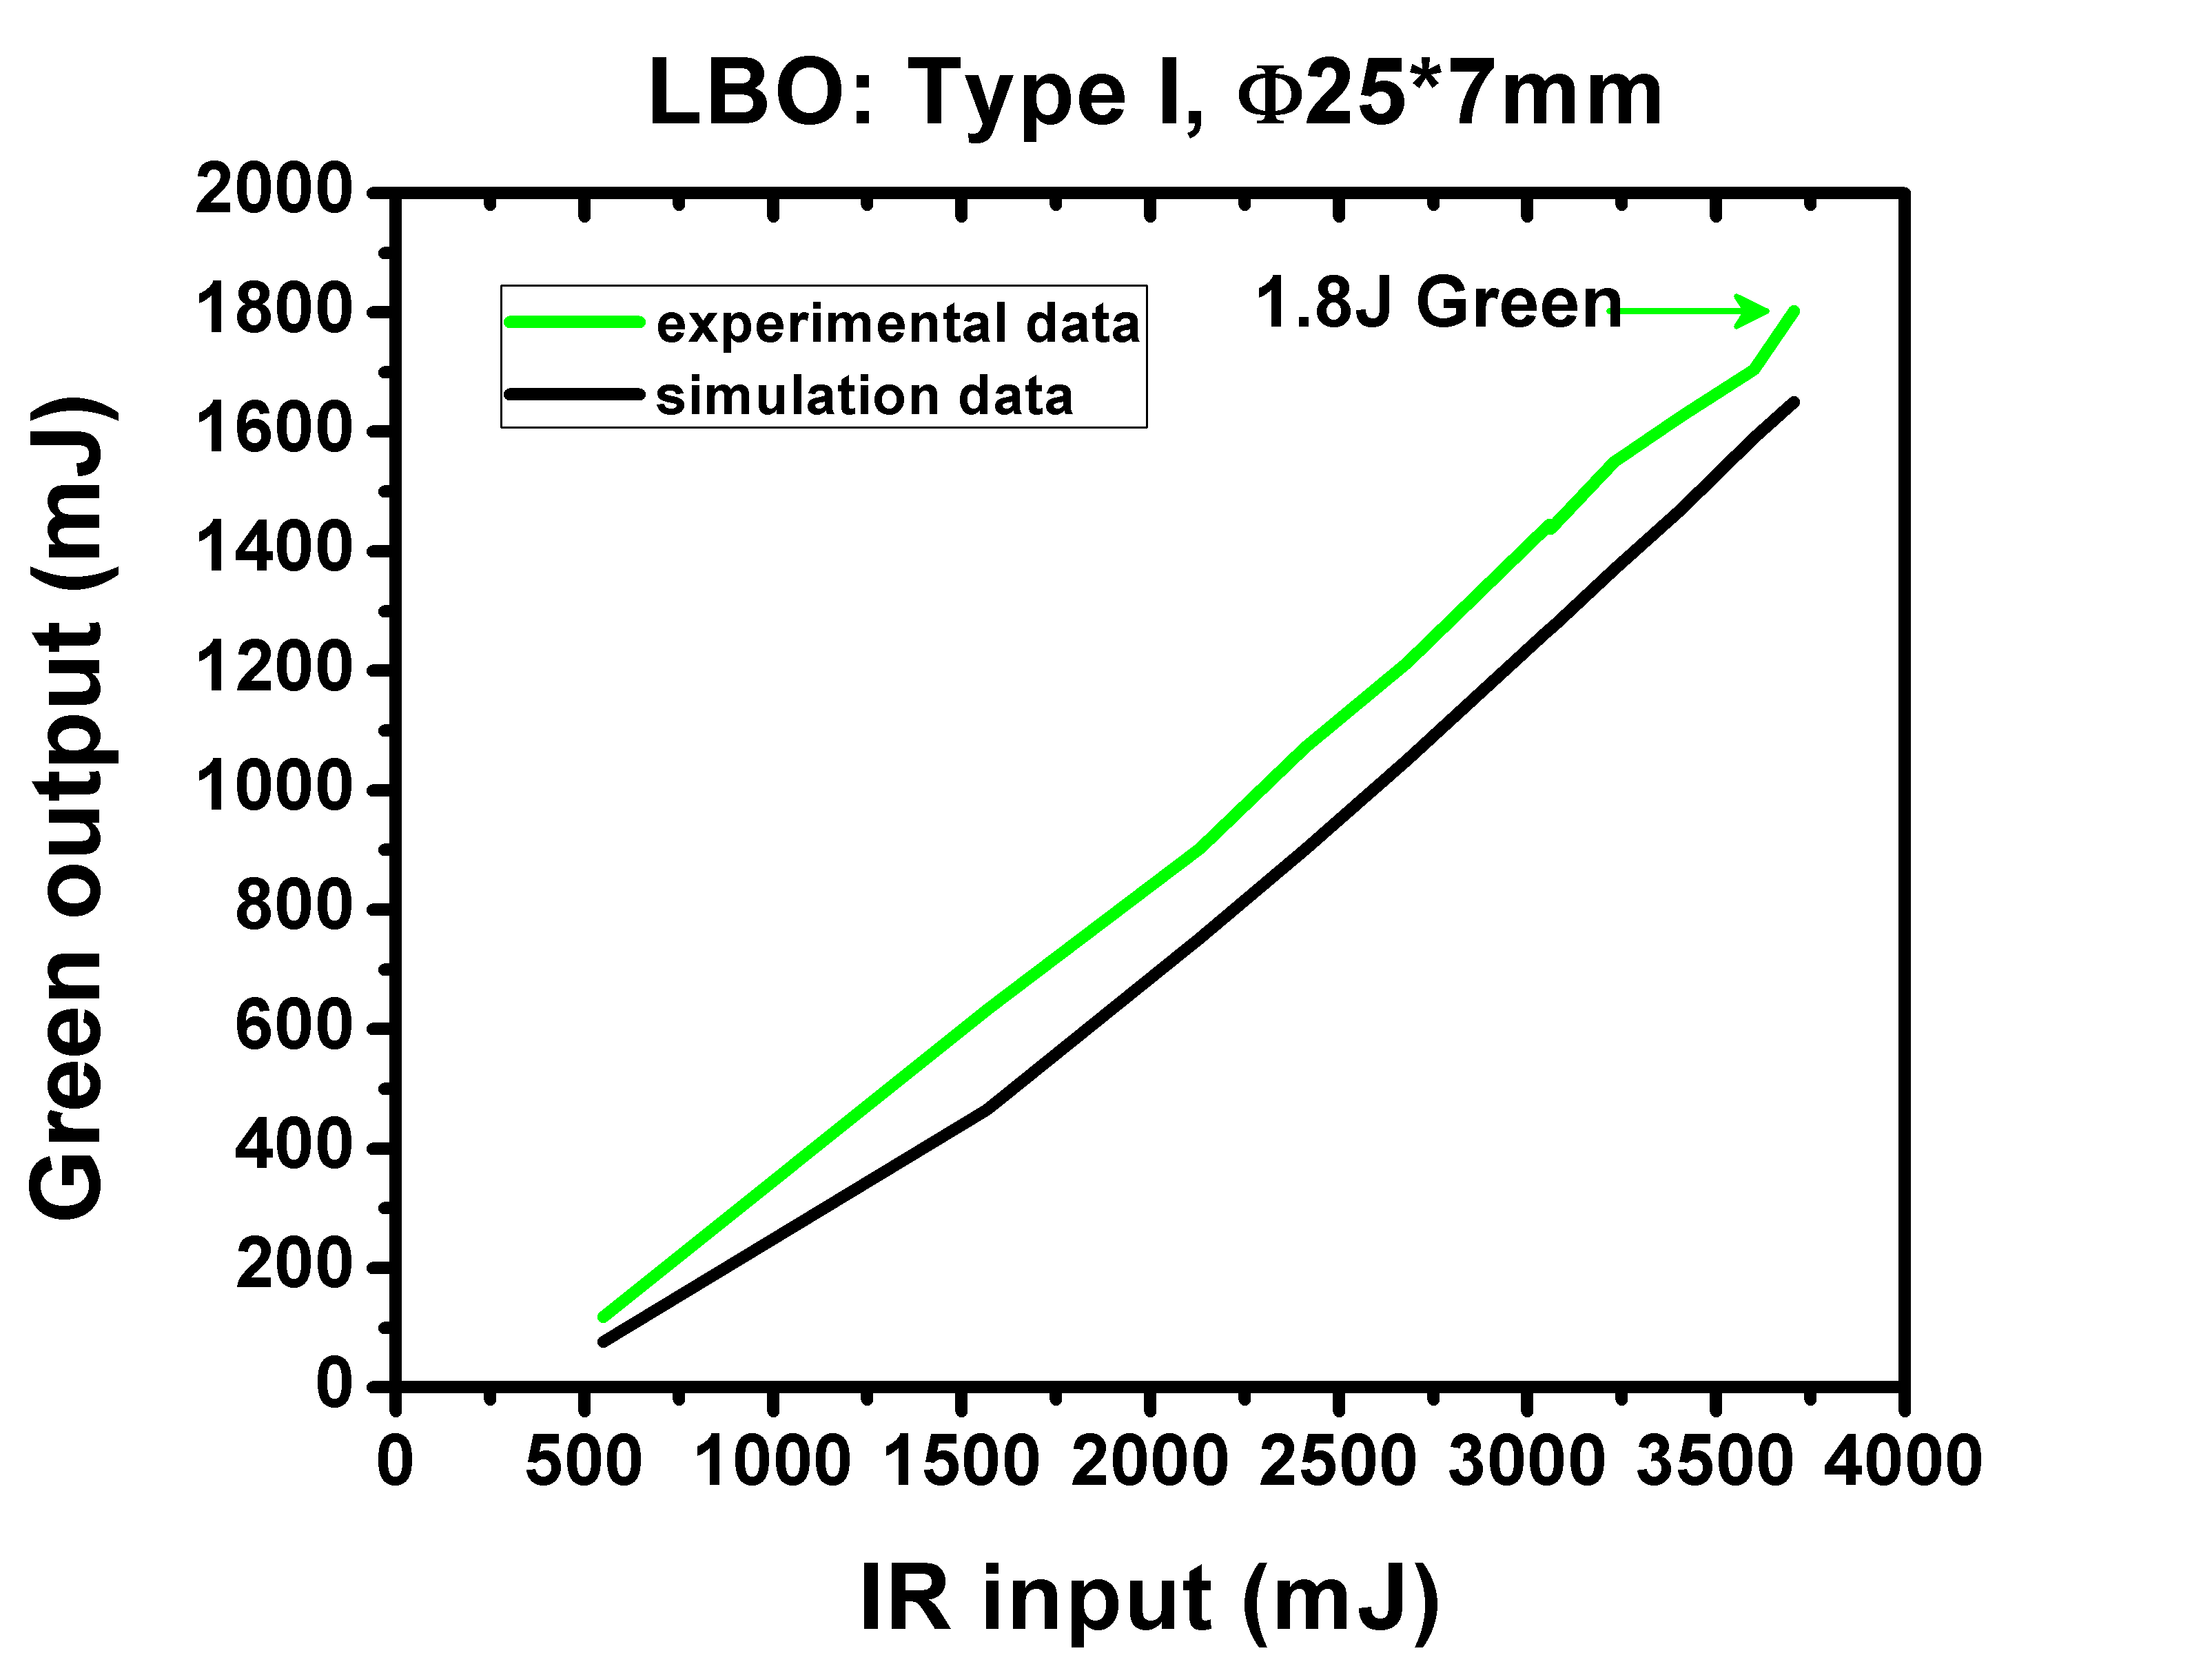 LBO: Type I, Φ25*7mm
2000
1800
1600
1400
1200
1000
800
600
400
200
0
Green output (mJ)
experimental data
simulation data
1.8J Green
0 500 1000 1500 2000 2500 3000 3500 4000
IR input (mJ)